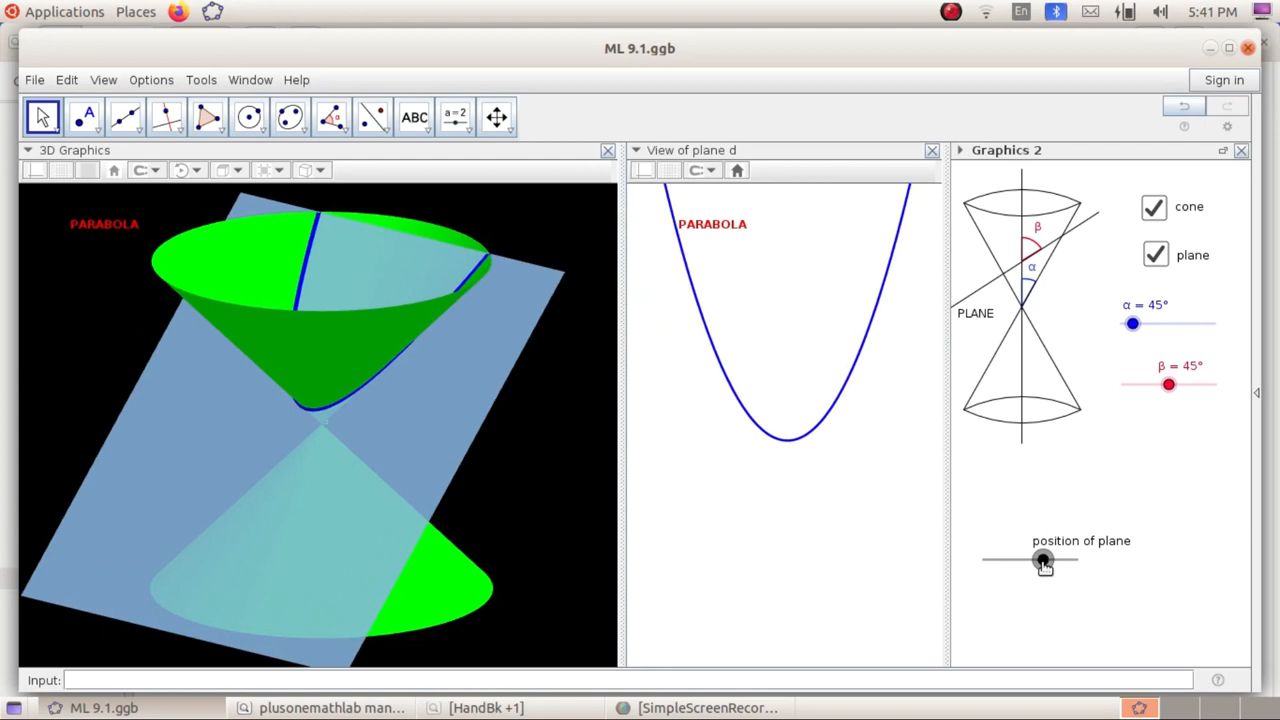 Applications Places En 5:41 PM
ML 9.1.ggb
File Edit View Options Tools Window Help Sign in
A ABC a=2
3D Graphics View of plane d Graphics 2
PARABOLA
PARABOLA
β
α
PLANE
cone
plane
α = 45°
β = 45°
position of plane
Input:
ML 9.1.ggb plusonemathlab man... [HandBk +1] [SimpleScreenRecor...